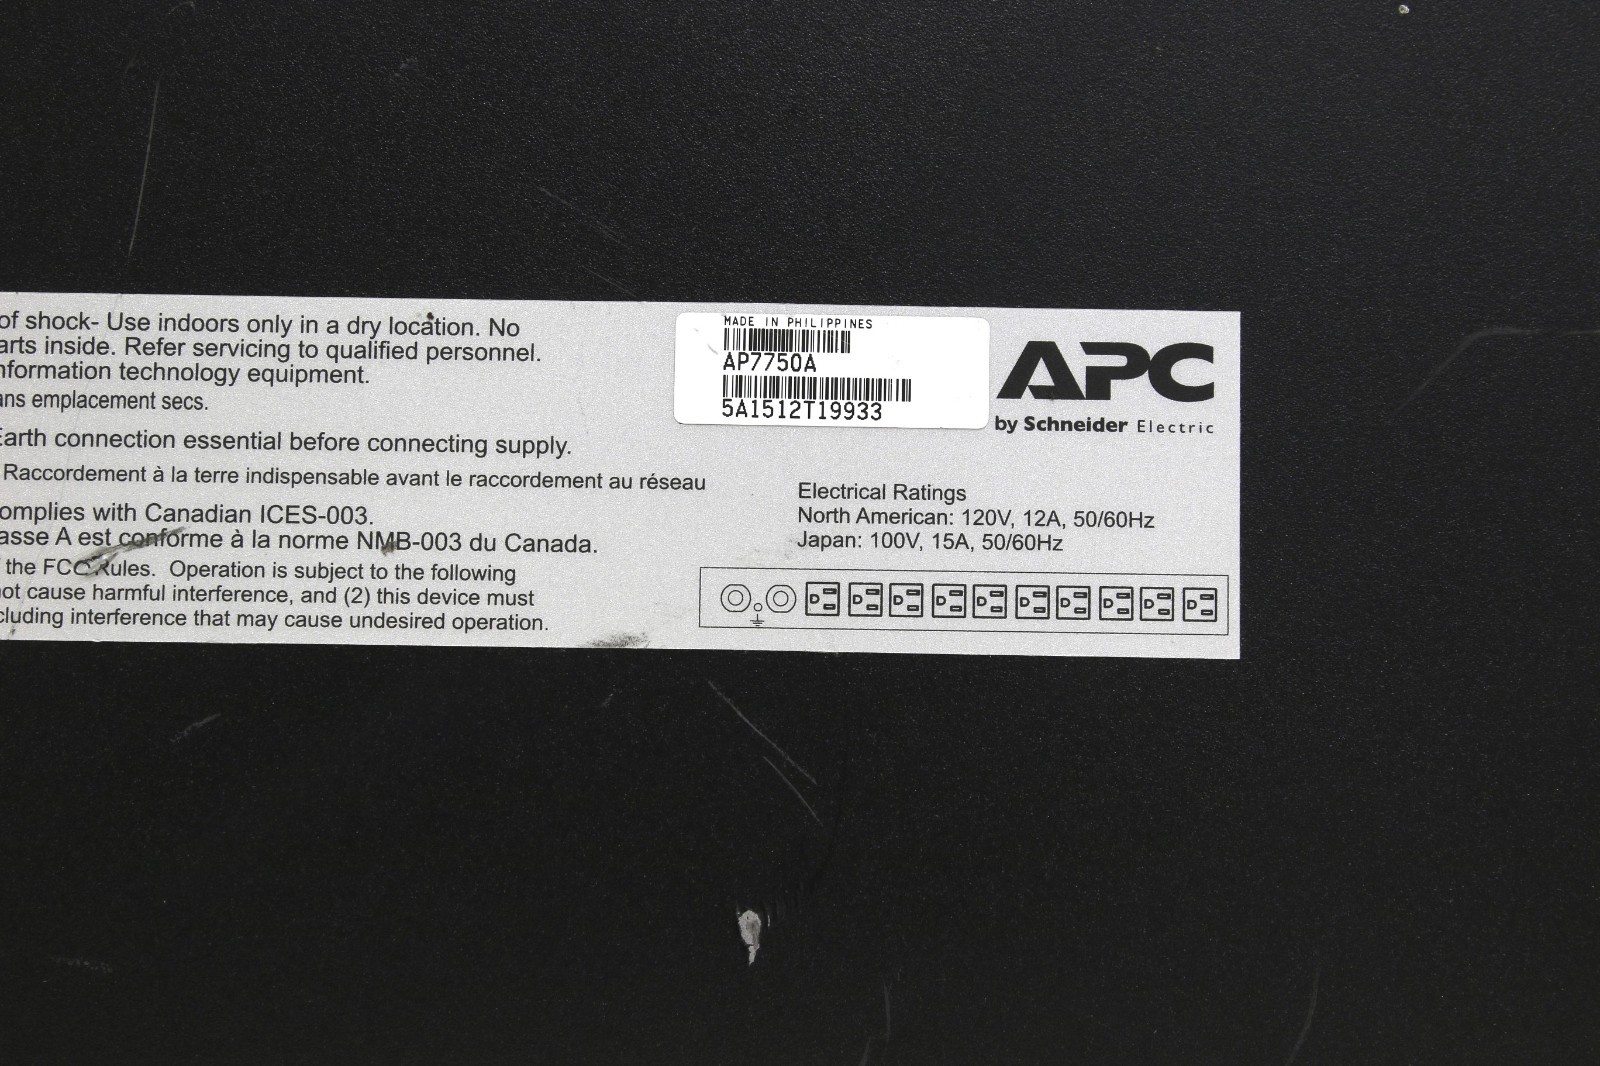 of shock- Use indoors only in a dry location. No
arts inside. Refer servicing to qualified personnel.
nformation technology equipment.
ans emplacement secs.
Earth connection essential before connecting supply.
Raccordement à la terre indispensable avant le raccordement au réseau
omplies with Canadian ICES-003.
asse A est conforme à la norme NMB-003 du Canada.
the FCC Rules. Operation is subject to the following
ot cause harmful interference, and (2) this device must
cluding interference that may cause undesired operation.
MADE IN PHILIPPINES
AP7750A
5A1512T19933
APC
by Schneider Electric
Electrical Ratings
North American: 120V, 12A, 50/60Hz
Japan: 100V, 15A, 50/60Hz